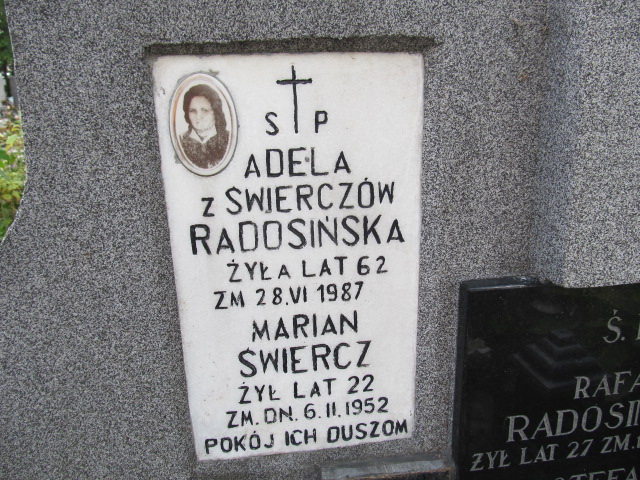 S P
ADELA
z ŚWIERCZÓW
RADOSIŃSKA
ŻYŁA LAT 62
ZM 28.VI 1987
MARIAN
ŚWIERCZ
ŻYŁ LAT 22
ZM. DN. 6.II.1952
POKÓJ ICH DUSZOM
Ś.
ŻYŁ LAT 27 ZM.